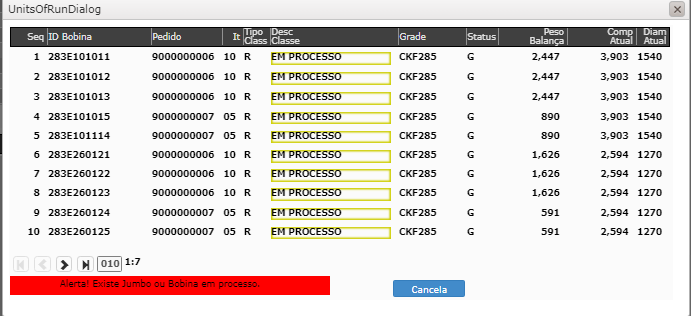 UnitsOfRunDialog
Seq ID Bobina Pedido It Tipo Class Desc Classe Grade Status Peso Balança Comp Atual Diam Atual
1 283E101011 9000000006 10 R EM PROCESSO CKF285 G 2,447 3,903 1540
2 283E101012 9000000006 10 R EM PROCESSO CKF285 G 2,447 3,903 1540
3 283E101013 9000000006 10 R EM PROCESSO CKF285 G 2,447 3,903 1540
4 283E101015 9000000007 05 R EM PROCESSO CKF285 G 890 3,903 1540
5 283E101114 9000000007 05 R EM PROCESSO CKF285 G 890 3,903 1540
6 283E260121 9000000006 10 R EM PROCESSO CKF285 G 1,626 2,594 1270
7 283E260122 9000000006 10 R EM PROCESSO CKF285 G 1,626 2,594 1270
8 283E260123 9000000006 10 R EM PROCESSO CKF285 G 1,626 2,594 1270
9 283E260124 9000000007 05 R EM PROCESSO CKF285 G 591 2,594 1270
10 283E260125 9000000007 05 R EM PROCESSO CKF285 G 591 2,594 1270
010 1:7
Alerta! Existe Jumbo ou Bobina em processo.
Cancela